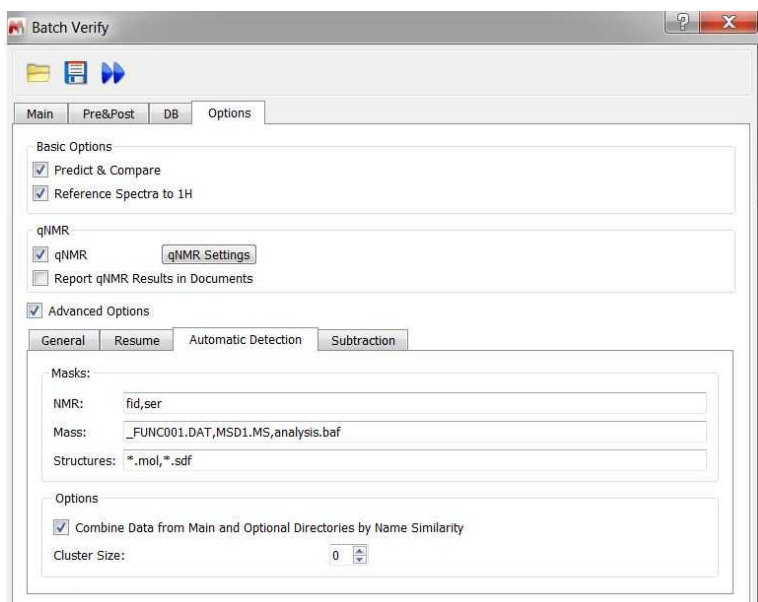 Batch Verify
Main Pre&Post DB Options
Basic Options
Predict & Compare
Reference Spectra to 1H
qNMR
qNMR qNMR Settings
Report qNMR Results in Documents
Advanced Options
General Resume Automatic Detection Subtraction
Masks:
NMR: fid,ser
Mass: _FUNC001.DAT,MSD1.MS,analysis.baf
Structures: *.mol,*.sdf
Options
Combine Data from Main and Optional Directories by Name Similarity
Cluster Size: 0